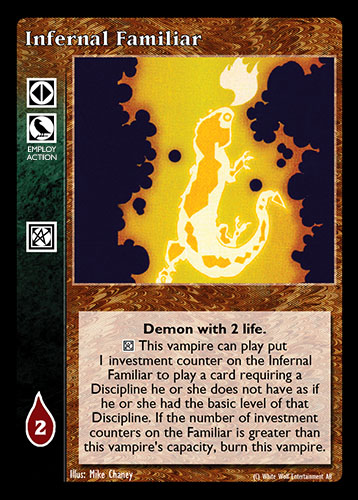 Infernal Familiar
EMPLOY
ACTION
Demon with 2 life.
This vampire can play put
1 investment counter on the Infernal
Familiar to play a card requiring a
Discipline he or she does not have as if
he or she had the basic level of that
Discipline. If the number of investment
counters on the Familiar is greater than
this vampire's capacity, burn this vampire.
2
Illus: Mike Chaney
(C) White Wolf Entertainment AB